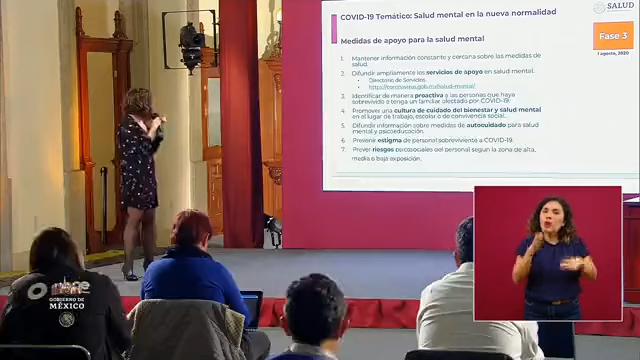 COVID-19 Temático: Salud mental en la nueva normalidad
SALUD
Fase 3
1 agosto, 2020
Medidas de apoyo para la salud mental
1. Mantener información constante y cercana sobre las medidas de
salud.
2. Difundir ampliamente los servicios de apoyo en salud mental.
• Directorio de Servicios
• http://coronavirus.gob.mx/salud-mental/
3. Identificar de manera proactiva a las personas que haya
sobrevivido o tenga un familiar afectado por COVID-19.
4. Promover una cultura de cuidado del bienestar y salud mental
en el lugar de trabajo, escolar o de convivencia social.
5. Difundir información sobre medidas de autocuidado para salud
mental y psicoeducación.
6. Prevenir estigma de personal sobreviviente a COVID-19.
7. Prever riesgos psicosociales del personal según la zona de alta,
media o baja exposición.
GOBIERNO DE
MÉXICO